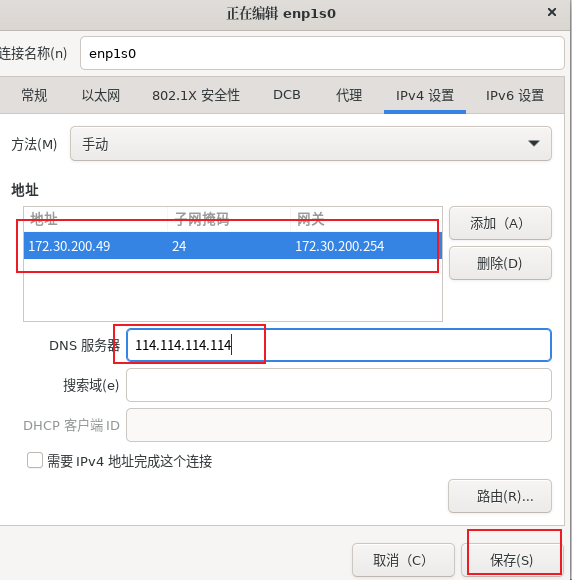 正在编辑 enp1s0
×
连接名称(n) enp1s0
常规 以太网 802.1X 安全性 DCB 代理 IPv4 设置 IPv6 设置
方法(M) 手动
地址
地址 子网掩码 网关 添加（A）
172.30.200.49 24 172.30.200.254
删除(D)
DNS 服务器 114.114.114.114
搜索域(e)
DHCP 客户端 ID
需要 IPv4 地址完成这个连接
路由(R)...
取消（C） 保存(S)